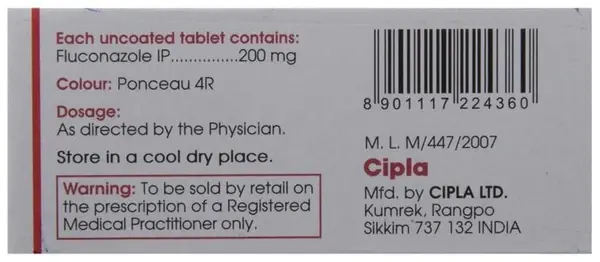 Each uncoated tablet contains:
Fluconazole IP...............200 mg
Colour: Ponceau 4R
Dosage:
As directed by the Physician.
Store in a cool dry place.
Warning: To be sold by retail on
the prescription of a Registered
Medical Practitioner only.
8 901117 224360
M. L. M/447/2007
Cipla
Mfd. by CIPLA LTD.
Kumrek, Rangpo
Sikkim 737 132 INDIA